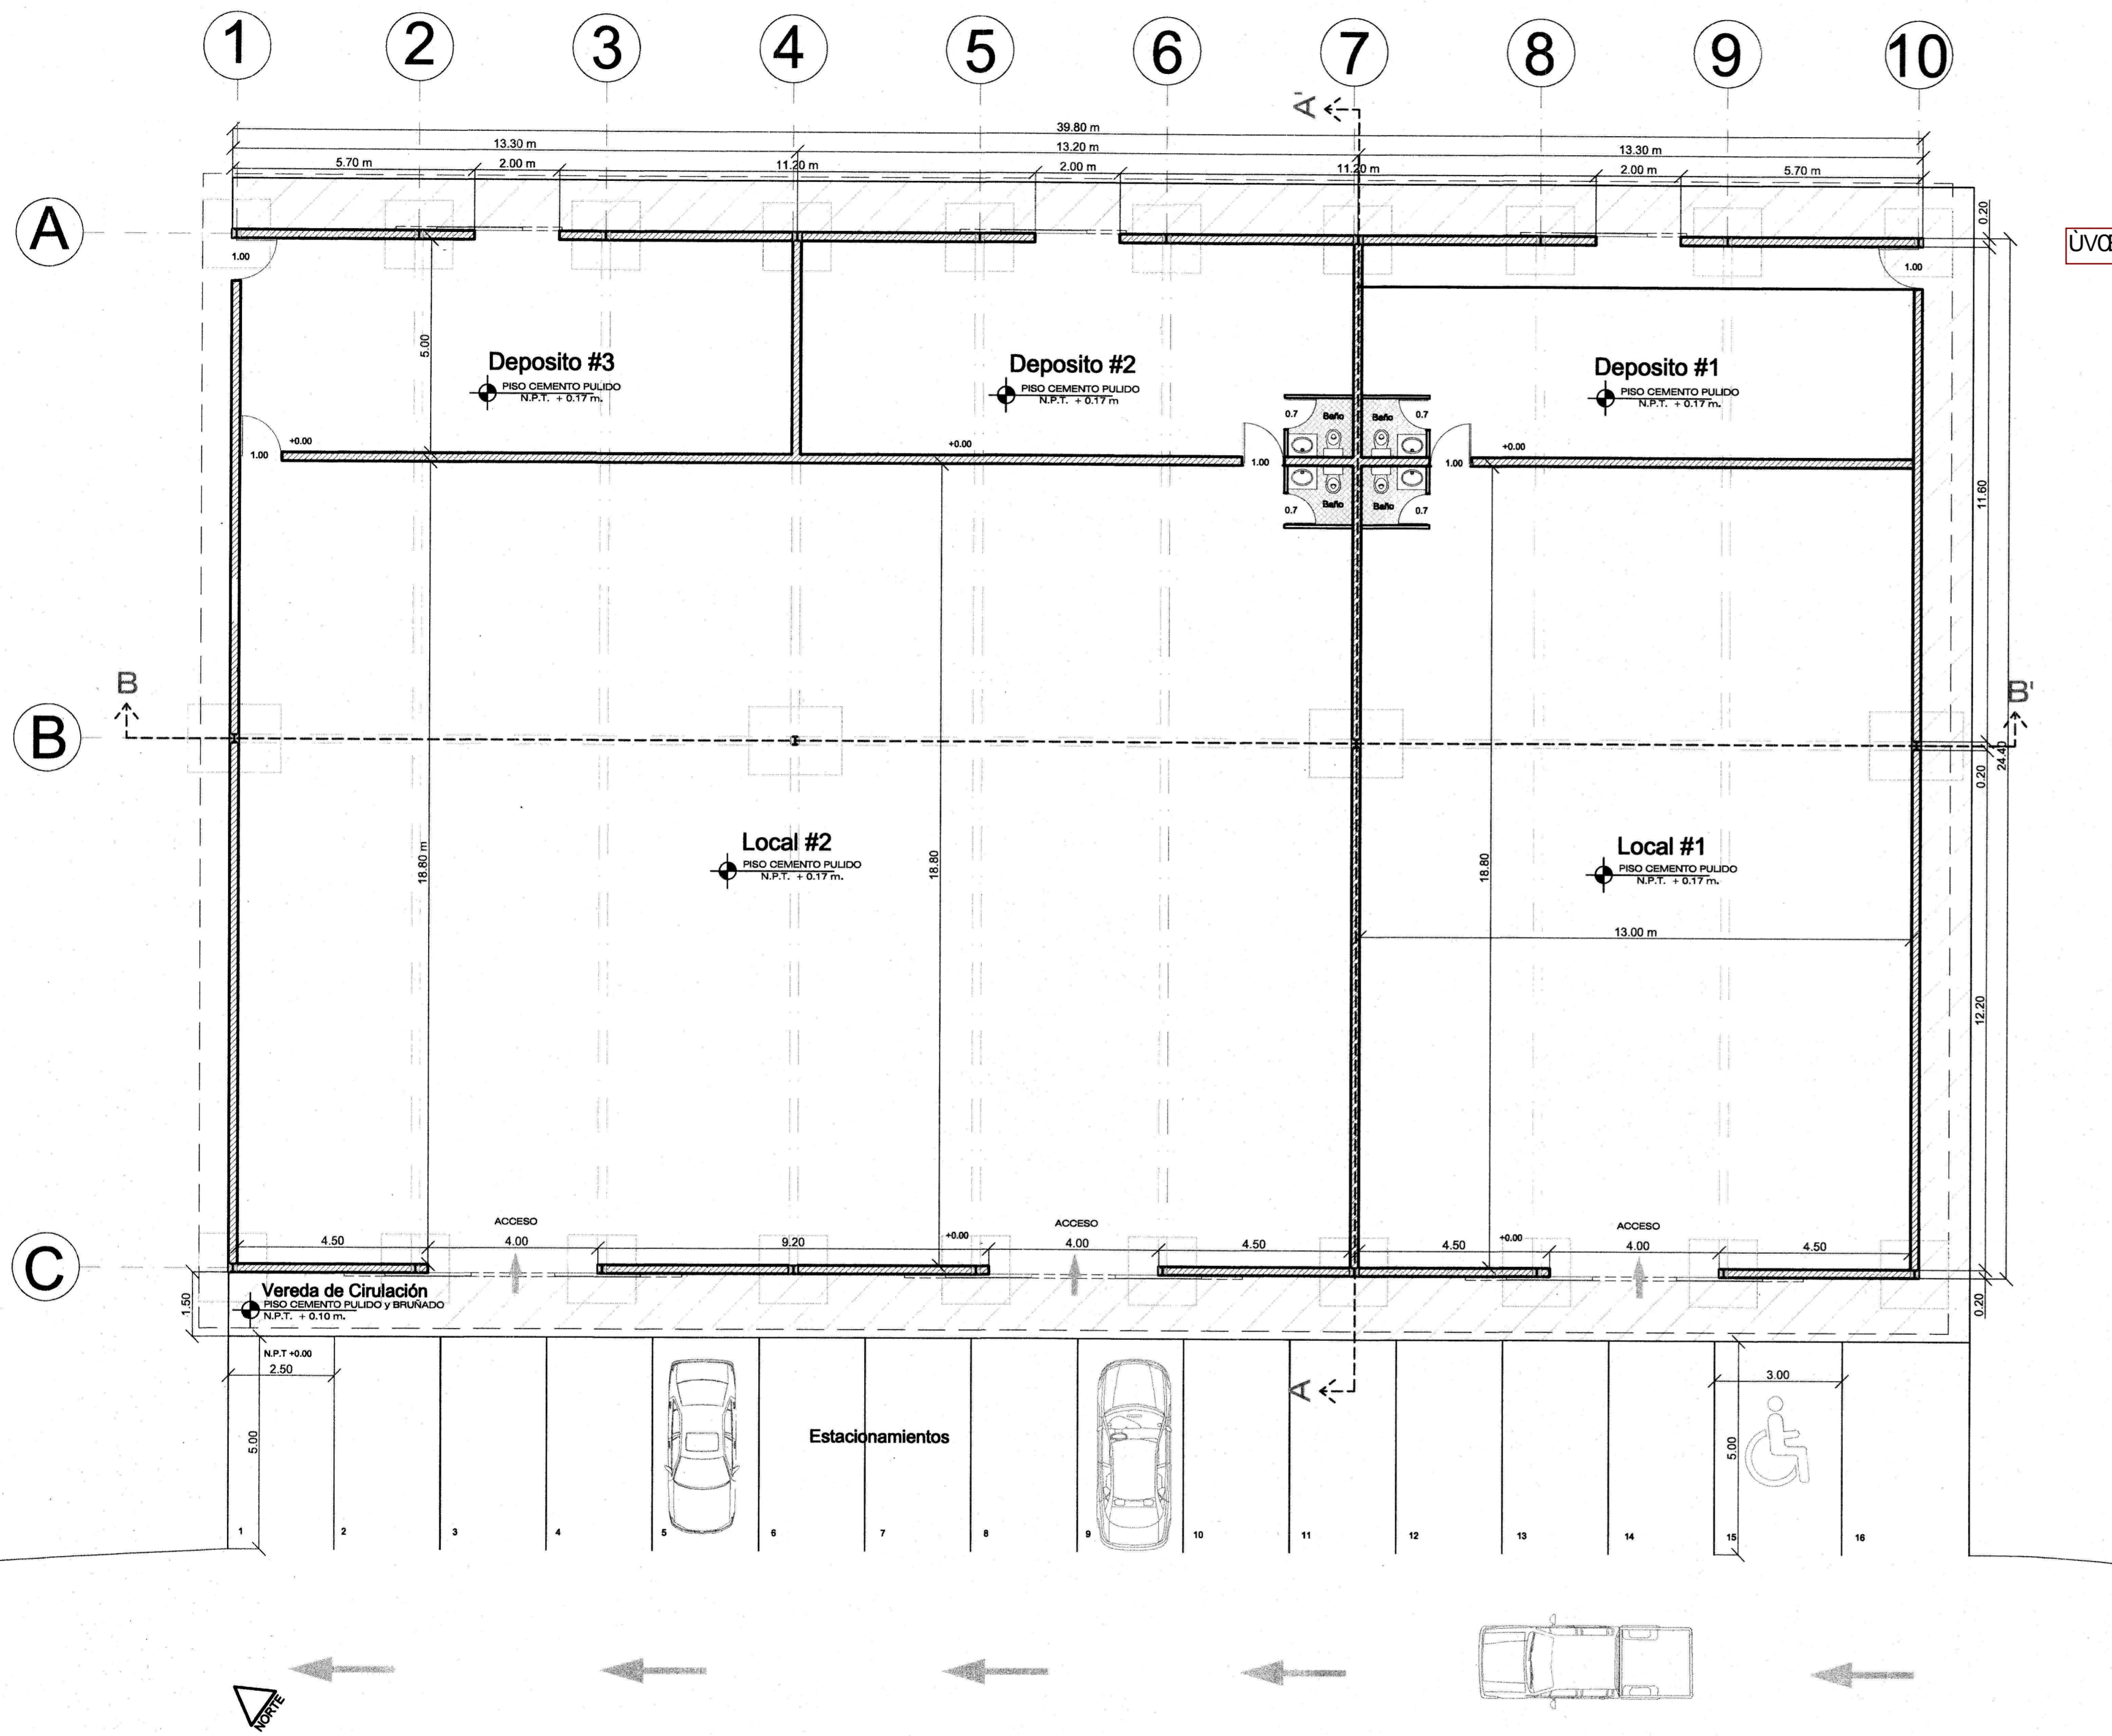 1 2 3 4 5 6 7 8 9 10
A'
39.80 m
13.30 m 13.20 m 13.30 m
5.70 m 2.00 m 11.20 m 2.00 m 11.20 m 2.00 m 5.70 m
A
0.20
1.00 1.00
5.00
Deposito #3
PISO CEMENTO PULIDO
N.P.T. + 0.17 m.
Deposito #2
PISO CEMENTO PULIDO
N.P.T. + 0.17 m
Deposito #1
PISO CEMENTO PULIDO
N.P.T. + 0.17 m.
0.7 Baño Baño 0.7
+0.00 +0.00 +0.00
1.00 1.00 1.00
0.7 Baño Baño 0.7
11.60
B B'
B
24.40
0.20
Local #2
PISO CEMENTO PULIDO
N.P.T. + 0.17 m.
Local #1
PISO CEMENTO PULIDO
N.P.T. + 0.17 m.
18.80 m 18.80 18.80
13.00 m
12.20
ACCESO ACCESO ACCESO
+0.00 +0.00
4.50 4.00 9.20 4.00 4.50 4.50 4.00 4.50
C
Vereda de Cirulación
PISO CEMENTO PULIDO y BRUÑADO
N.P.T. + 0.10 m.
1.50
0.20
N.P.T +0.00
2.50
A
3.00
5.00
Estacionamientos
5.00
1 2 3 4 5 6 7 8 9 10 11 12 13 14 15 16
NORTE